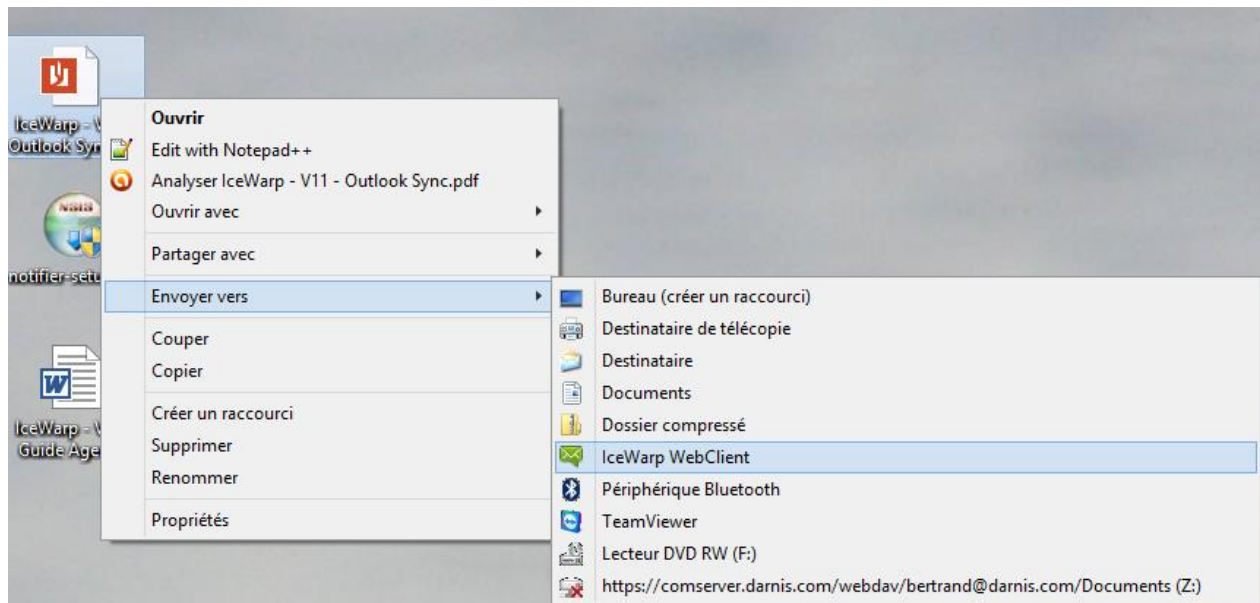 IceWarp - V
Outlook Syn
NSIS
notifier-setu
W
IceWarp - V
Guide Age
Ouvrir
Edit with Notepad++
Analyser IceWarp - V11 - Outlook Sync.pdf
Ouvrir avec
Partager avec
Envoyer vers
Couper
Copier
Créer un raccourci
Supprimer
Renommer
Propriétés
Bureau (créer un raccourci)
Destinataire de télécopie
Destinataire
Documents
Dossier compressé
IceWarp WebClient
Périphérique Bluetooth
TeamViewer
Lecteur DVD RW (F:)
https://comserver.darnis.com/webdav/bertrand@darnis.com/Documents (Z:)